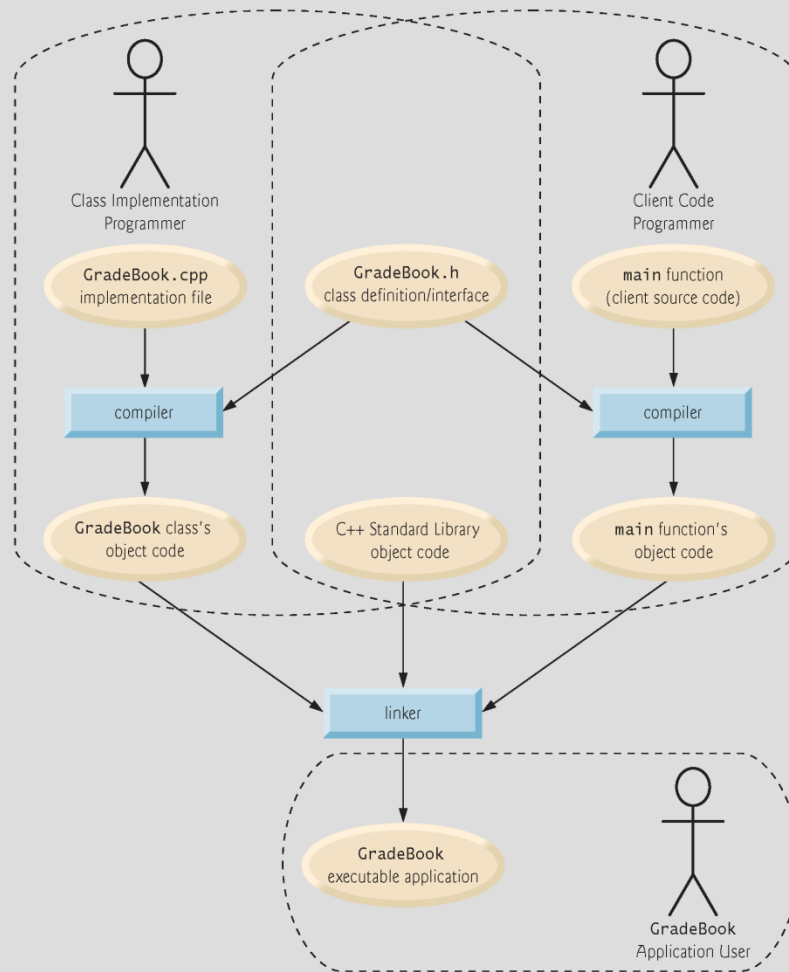 Class Implementation
Programmer
Client Code
Programmer
GradeBook.cpp
implementation file
GradeBook.h
class definition/interface
main function
(client source code)
compiler
compiler
GradeBook class's
object code
C++ Standard Library
object code
main function's
object code
linker
GradeBook
executable application
GradeBook
Application User